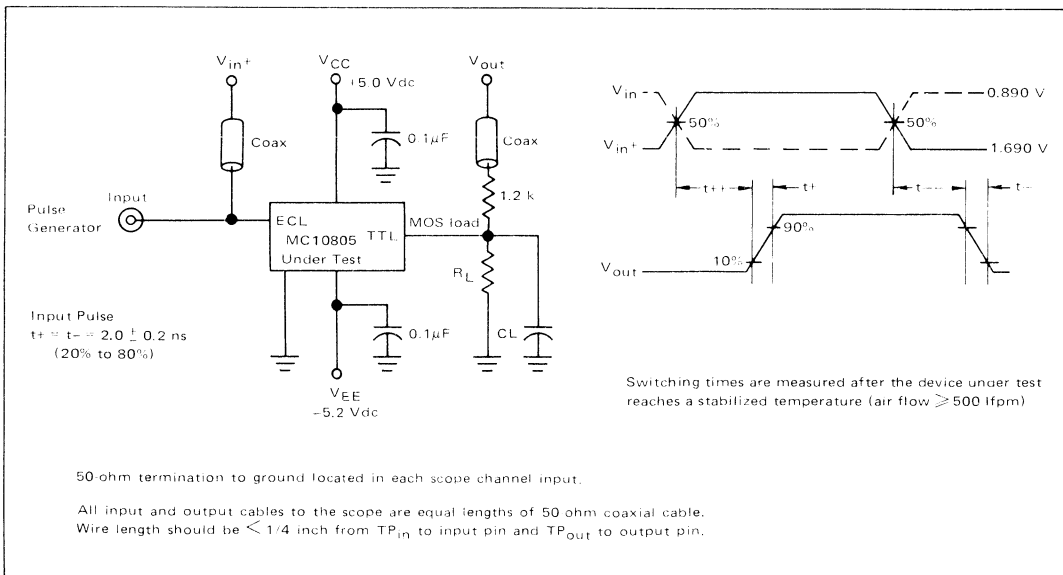 Vin+
VCC
+5.0 Vdc
Vout
Coax
0.1µF
Coax
1.2 k
Input
Pulse
Generator
ECL
MC10805
TTL
Under Test
MOS load
RL
CL
0.1µF
VEE
-5.2 Vdc
Input Pulse
t+ = t- = 2.0 ± 0.2 ns
(20% to 80%)
Vin
Vin+
50%
50%
0.890 V
1.690 V
t++
t+
t--
t-
90%
10%
Vout
Switching times are measured after the device under test
reaches a stabilized temperature (air flow ≥ 500 lfpm)
50-ohm termination to ground located in each scope channel input.
All input and output cables to the scope are equal lengths of 50 ohm coaxial cable.
Wire length should be < 1/4 inch from TPin to input pin and TPout to output pin.